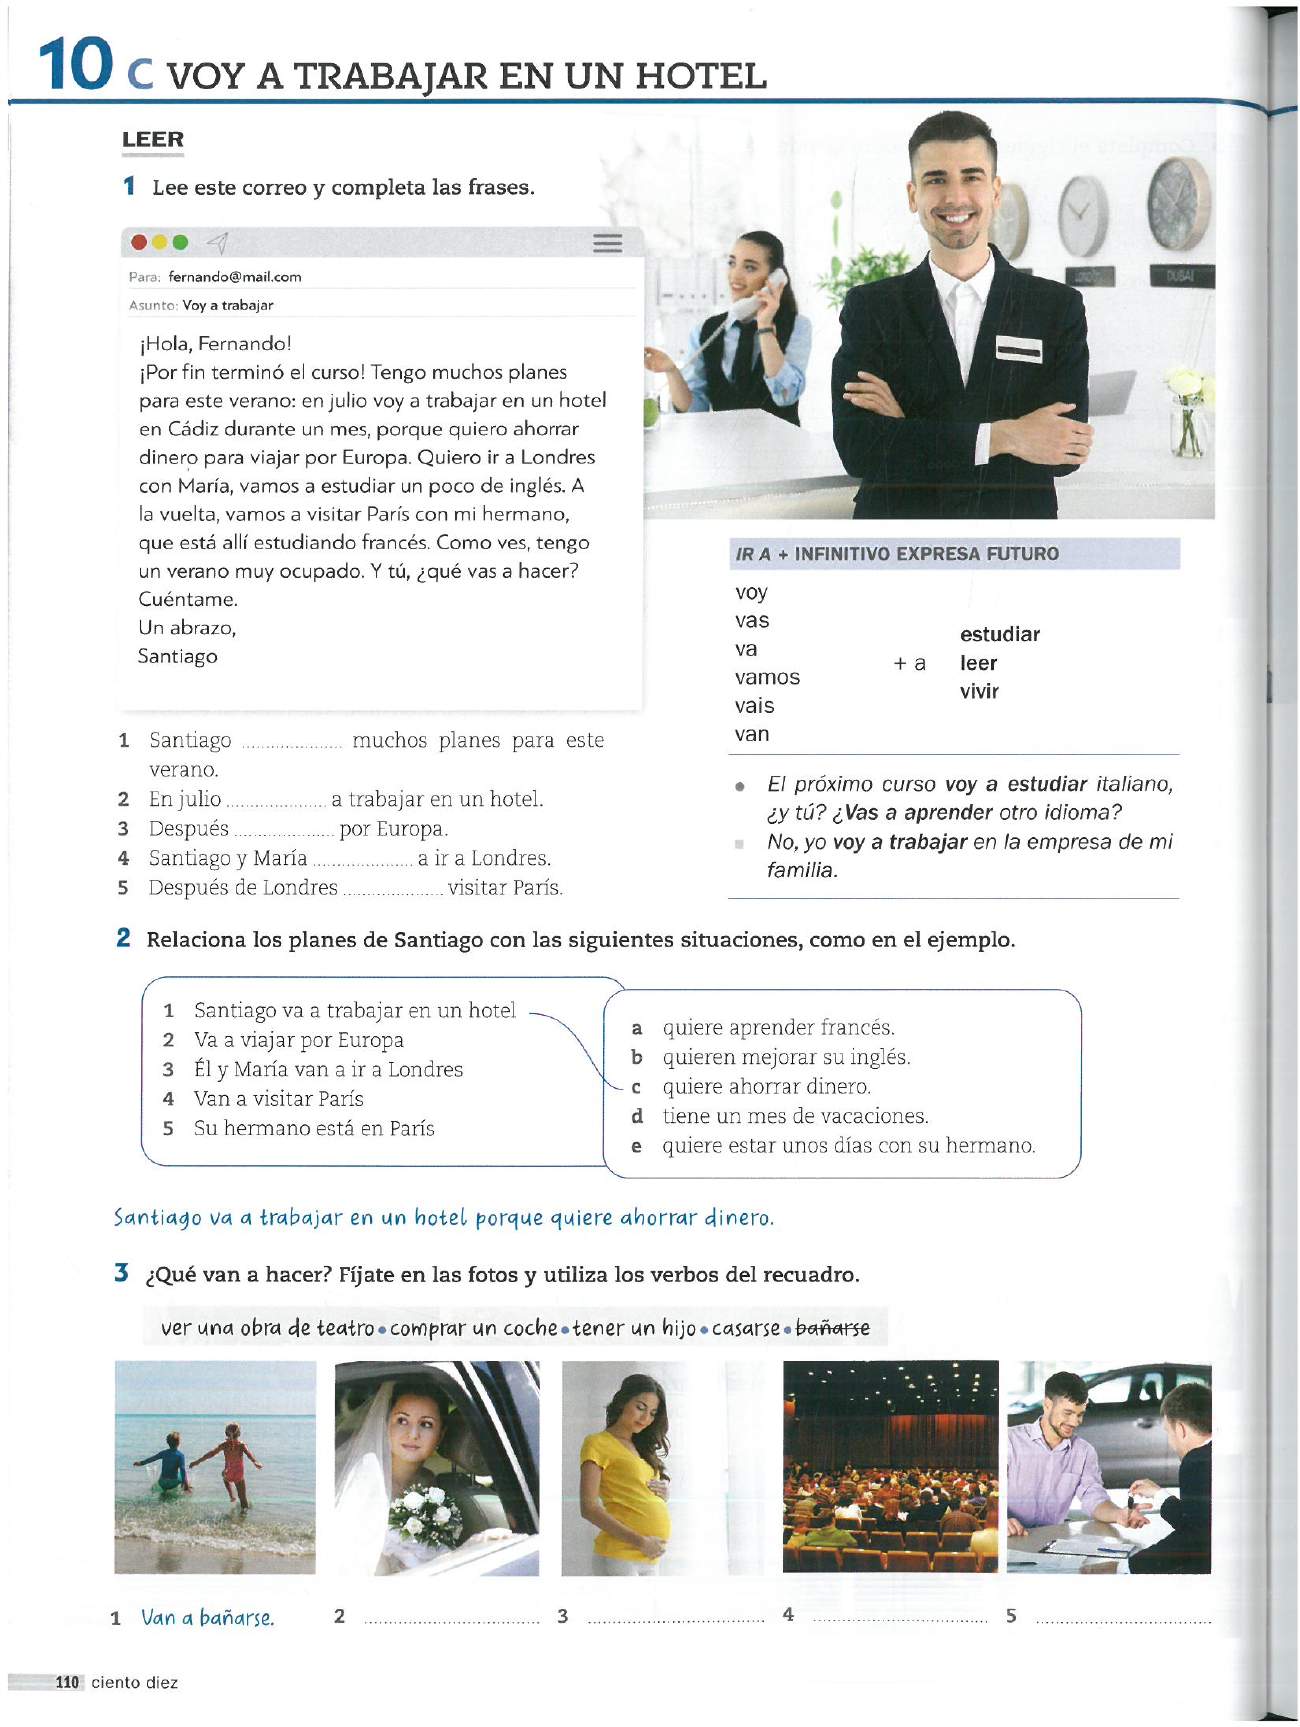 10 C VOY A TRABAJAR EN UN HOTEL
LEER
1 Lee este correo y completa las frases.
Para: fernando@mail.com
Asunto: Voy a trabajar
¡Hola, Fernando!
¡Por fin terminó el curso! Tengo muchos planes
para este verano: en julio voy a trabajar en un hotel
en Cádiz durante un mes, porque quiero ahorrar
dinero para viajar por Europa. Quiero ir a Londres
con María, vamos a estudiar un poco de inglés. A
la vuelta, vamos a visitar París con mi hermano,
que está allí estudiando francés. Como ves, tengo
un verano muy ocupado. Y tú, ¿qué vas a hacer?
Cuéntame.
Un abrazo,
Santiago
1 Santiago .................... muchos planes para este
verano.
2 En julio .................... a trabajar en un hotel.
3 Después .................... por Europa.
4 Santiago y María .................... a ir a Londres.
5 Después de Londres .................... visitar París.
LONDON
DUBAI
IR A + INFINITIVO EXPRESA FUTURO
voy
vas
va
vamos
vais
van
+ a
estudiar
leer
vivir
• El próximo curso voy a estudiar italiano,
¿y tú? ¿Vas a aprender otro idioma?
■ No, yo voy a trabajar en la empresa de mi
familia.
2 Relaciona los planes de Santiago con las siguientes situaciones, como en el ejemplo.
1 Santiago va a trabajar en un hotel
2 Va a viajar por Europa
3 Él y María van a ir a Londres
4 Van a visitar París
5 Su hermano está en París
a quiere aprender francés.
b quieren mejorar su inglés.
c quiere ahorrar dinero.
d tiene un mes de vacaciones.
e quiere estar unos días con su hermano.
Santiago va a trabajar en un hotel porque quiere ahorrar dinero.
3 ¿Qué van a hacer? Fíjate en las fotos y utiliza los verbos del recuadro.
ver una obra de teatro • comprar un coche • tener un hijo • casarse • bañarse
1 Van a bañarse.
2 ..............................
3 ..............................
4 ..............................
5 ..............................
110 ciento diez